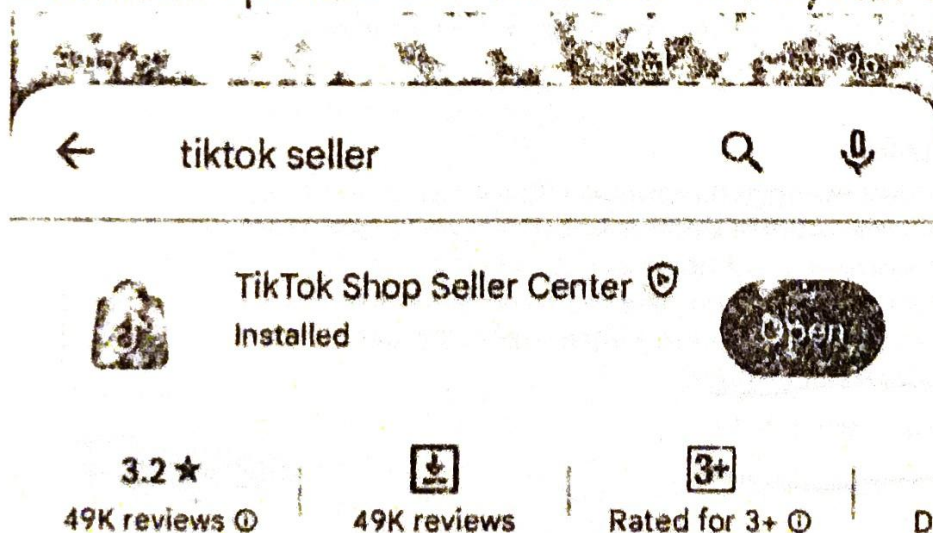 tiktok seller
TikTok Shop Seller Center
Installed
Open
3.2 ★
3+
49K reviews
49K reviews
Rated for 3+
D